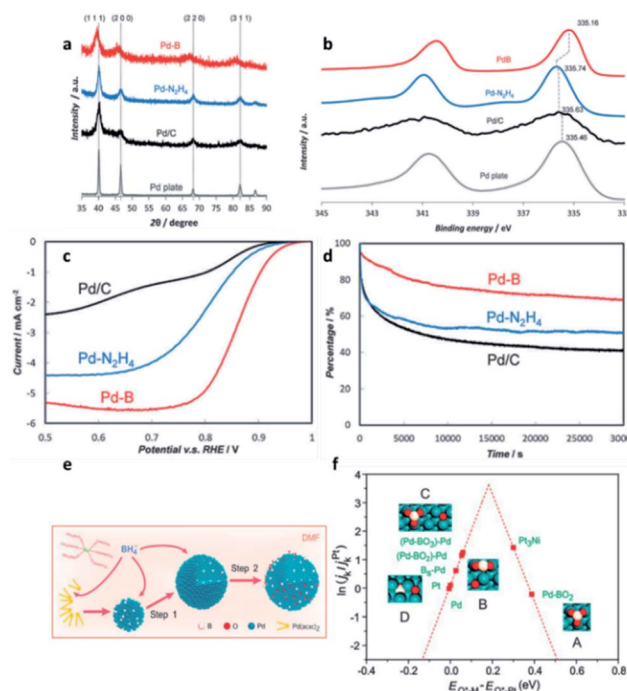 a
(1 1 1) (2 0 0) (2 2 0) (3 1 1)
Pd-B
Pd-N₂H₄
Pd/C
Pd plate
Intensity / a.u.
35 40 45 50 55 60 65 70 75 80 85 90
2θ / degree
b
335.16
PdB
335.74
Pd-N₂H₄
335.63
Pd/C
335.46
Pd plate
Intensity / a.u.
345 343 341 339 337 335 333
Binding energy / eV
c
0
-1
-2
-3
-4
-5
-6
Pd/C
Pd-N₂H₄
Pd-B
Current / mA cm⁻²
0.5 0.6 0.7 0.8 0.9 1
Potential v.s. RHE / V
d
100
80
60
40
20
0
Pd-B
Pd-N₂H₄
Pd/C
Percentage / %
0 5000 10000 15000 20000 25000 30000
Time / s
e
DMF
BH₄⁻
Step 1
Step 2
B O Pd Pd(acac)₂
f
4
3
2
1
0
-1
-2
C
(Pd-BO₃)-Pd
(Pd-BO₂)-Pd
Pt
Pd
D
B
Pt₃Ni
Pd-BO₂
A
-0.4 -0.2 0.0 0.2 0.4 0.6 0.8